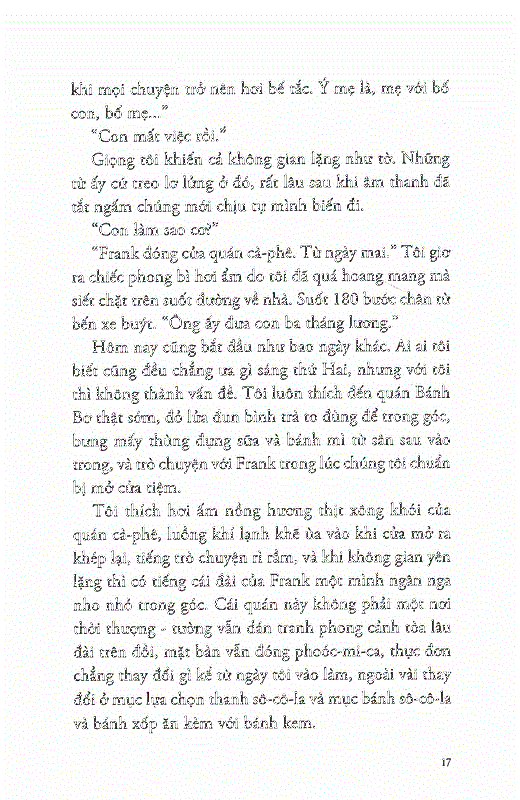 khi mọi chuyện trở nên hơi bế tắc. Ý mẹ là, mẹ với bố
con, bố mẹ...”
“Con mất việc rồi.”
Giọng tôi khiến cả không gian lặng như tờ. Những
từ ấy cứ treo lơ lửng ở đó, rất lâu sau khi âm thanh đã
tắt ngấm chúng mới chịu tự mình biến đi.
“Con làm sao cơ?”
“Frank đóng cửa quán cà-phê. Từ ngày mai.” Tôi giơ
ra chiếc phong bì hơi ẩm do tôi đã quá hoang mang mà
siết chặt trên suốt đường về nhà. Suốt 180 bước chân từ
bến xe buýt. “Ông ấy đưa con ba tháng lương.”
Hôm nay cũng bắt đầu như bao ngày khác. Ai ai tôi
biết cũng đều chẳng ưa gì sáng thứ Hai, nhưng với tôi
thì không thành vấn đề. Tôi luôn thích đến quán Bánh
Bơ thật sớm, đỏ lửa đun bình trà to đùng để trong góc,
bưng mấy thùng đựng sữa và bánh mì từ sân sau vào
trong, và trò chuyện với Frank trong lúc chúng tôi chuẩn
bị mở cửa tiệm.
Tôi thích hơi ấm nồng hương thịt xông khói của
quán cà-phê, luồng khí lạnh khẽ ùa vào khi cửa mở ra
khép lại, tiếng trò chuyện rì rầm, và khi không gian yên
lặng thì có tiếng cái đài của Frank một mình ngân nga
nho nhỏ trong góc. Cái quán này không phải một nơi
thời thượng - tường vẫn dán tranh phong cảnh tòa lâu
đài trên đồi, mặt bàn vẫn đóng phoóc-mi-ca, thực đơn
chẳng thay đổi gì kể từ ngày tôi vào làm, ngoài vài thay
đổi ở mục lựa chọn thanh sô-cô-la và mục bánh sô-cô-la
và bánh xốp ăn kèm với bánh kem.
17